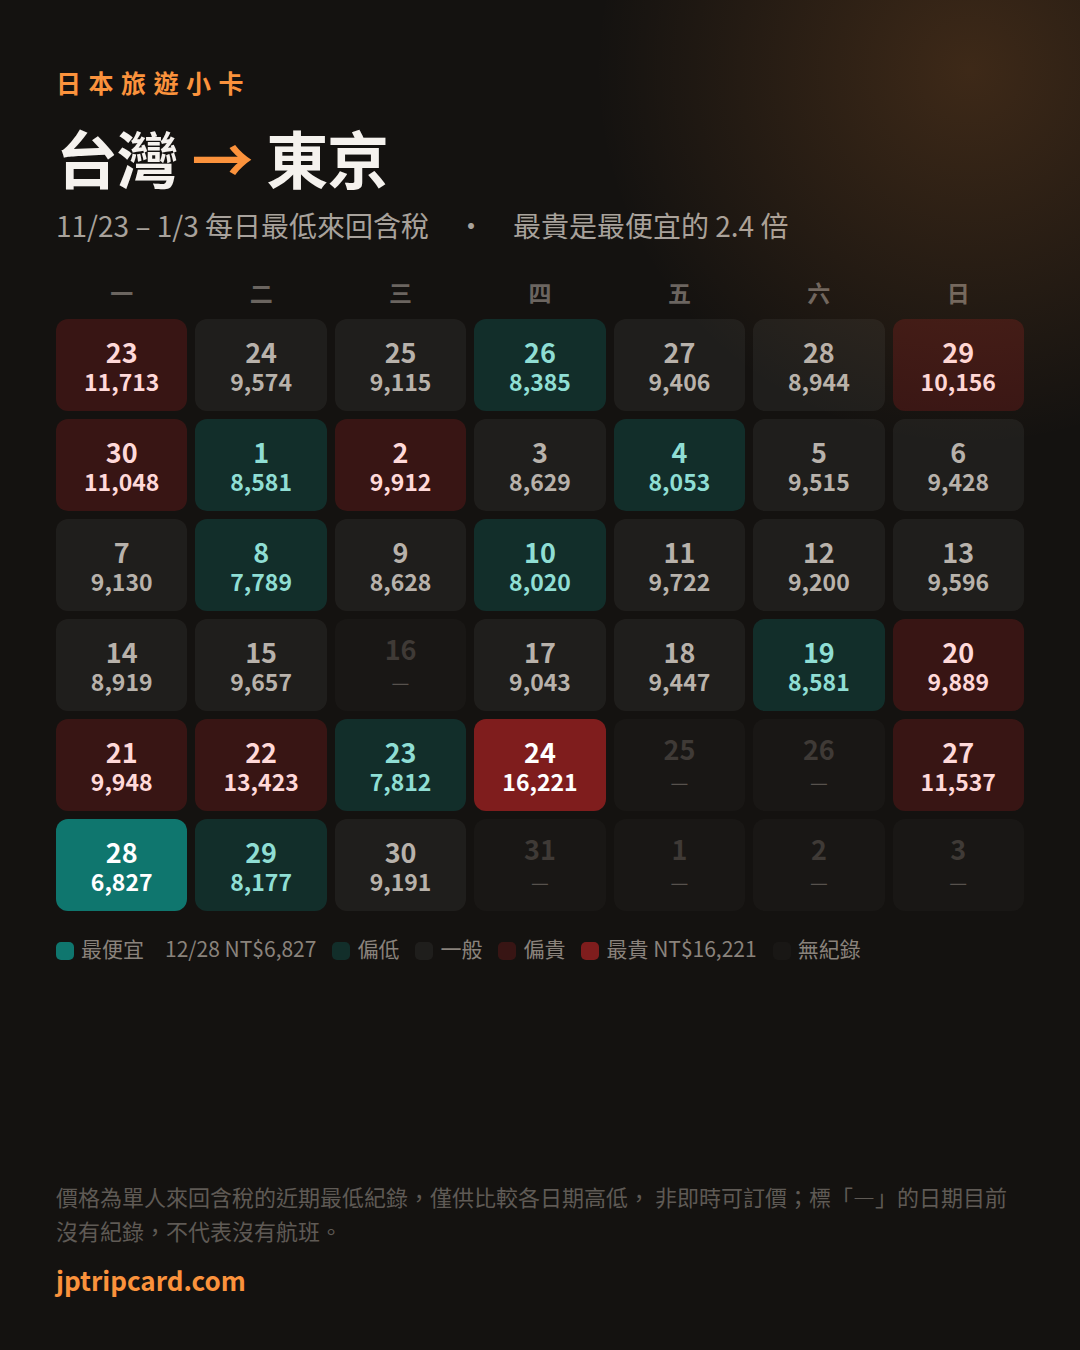 日本旅遊小卡
台灣 → 東京
11/23 – 1/3 每日最低來回含稅 ・ 最貴是最便宜的 2.4 倍
一 二 三 四 五 六 日
23 24 25 26 27 28 29
11,713 9,574 9,115 8,385 9,406 8,944 10,156
30 1 2 3 4 5 6
11,048 8,581 9,912 8,629 8,053 9,515 9,428
7 8 9 10 11 12 13
9,130 7,789 8,628 8,020 9,722 9,200 9,596
14 15 16 17 18 19 20
8,919 9,657 — 9,043 9,447 8,581 9,889
21 22 23 24 25 26 27
9,948 13,423 7,812 16,221 — — 11,537
28 29 30 31 1 2 3
6,827 8,177 9,191 — — — —
最便宜 12/28 NT$6,827 偏低 一般 偏貴 最貴 NT$16,221 無紀錄
價格為單人來回含稅的近期最低紀錄，僅供比較各日期高低， 非即時可訂價；標「—」的日期目前
沒有紀錄，不代表沒有航班。
jptripcard.com